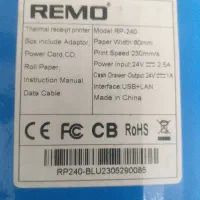 REMO
Thermal receipt printer Model RP-240
Box Include Adaptor, Paper Width 80mm
Power Cord,CD. Print Speed 250mm/s
Roll Paper, Power Input 24V 2.5A
Instruction Manual Cash Drawer Output 24V 1A
Data Cable Interface:USB+LAN
Made in China
CE FC CB RoHS
RP240-BLU2305290085